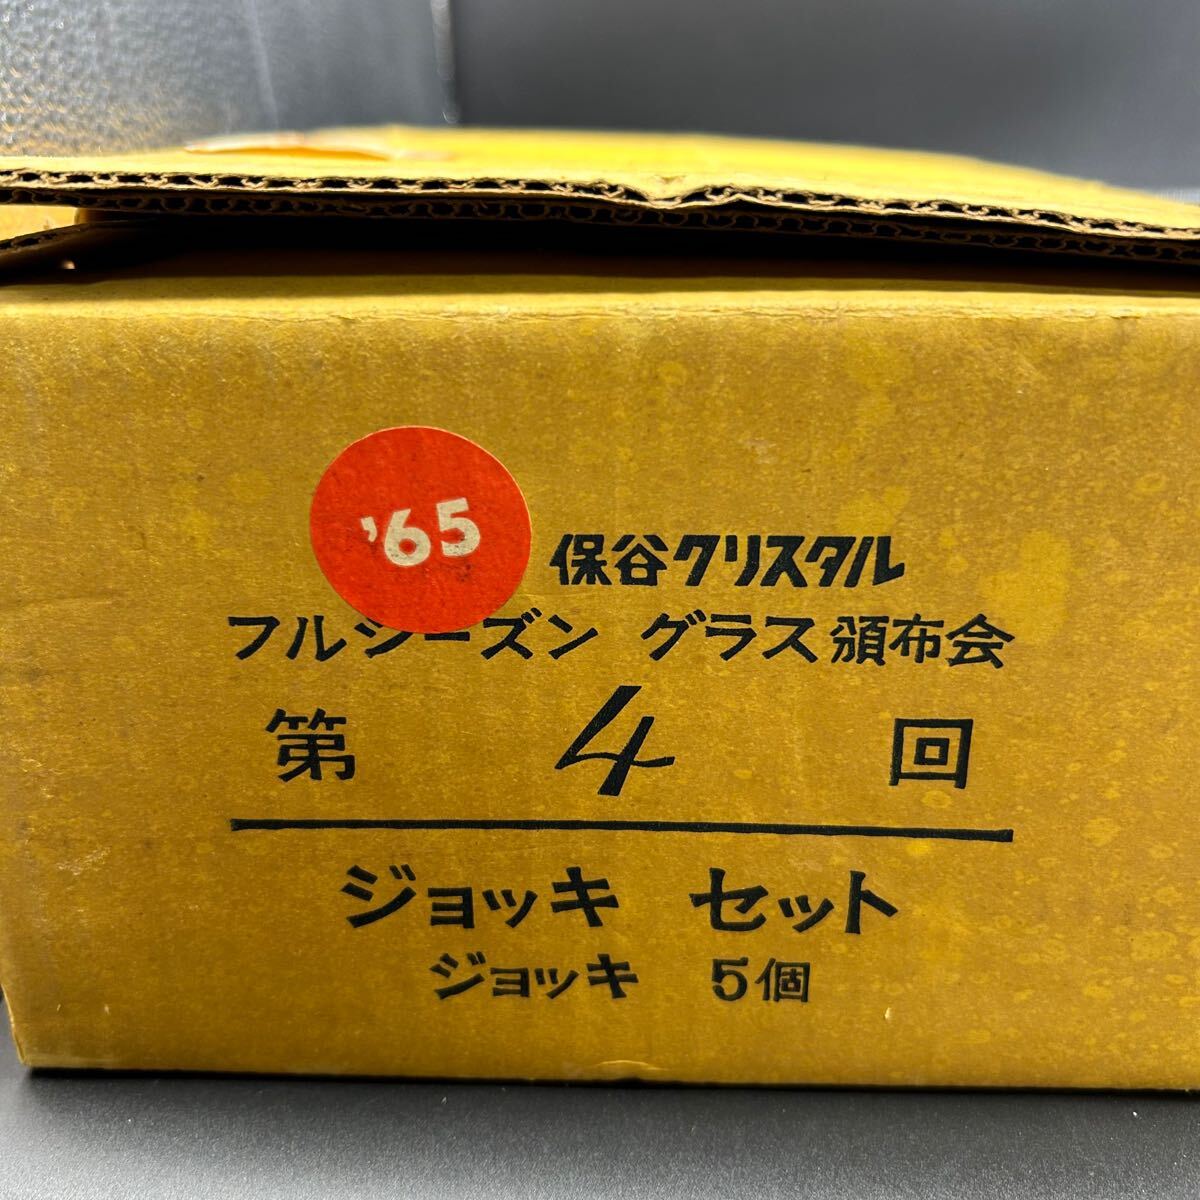 '65
保谷クリスタル
フルシーズン グラス頒布会
第 4 回
ジョッキ セット
ジョッキ 5個